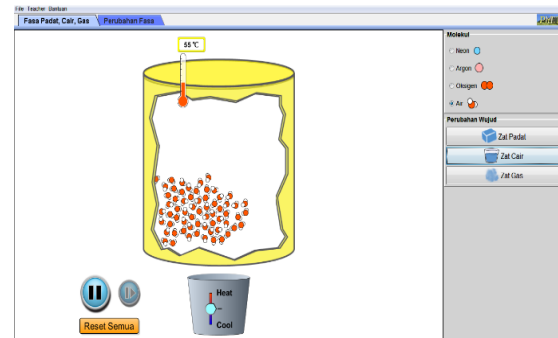 File Teacher Bantuan
Fasa Padat, Cair, Gas
Perubahan Fasa
55 °C
Molekul
Neon
Argon
Oksigen
Air
Perubahan Wujud
Zat Padat
Zat Cair
Zat Gas
Heat
Cool
Reset Semua